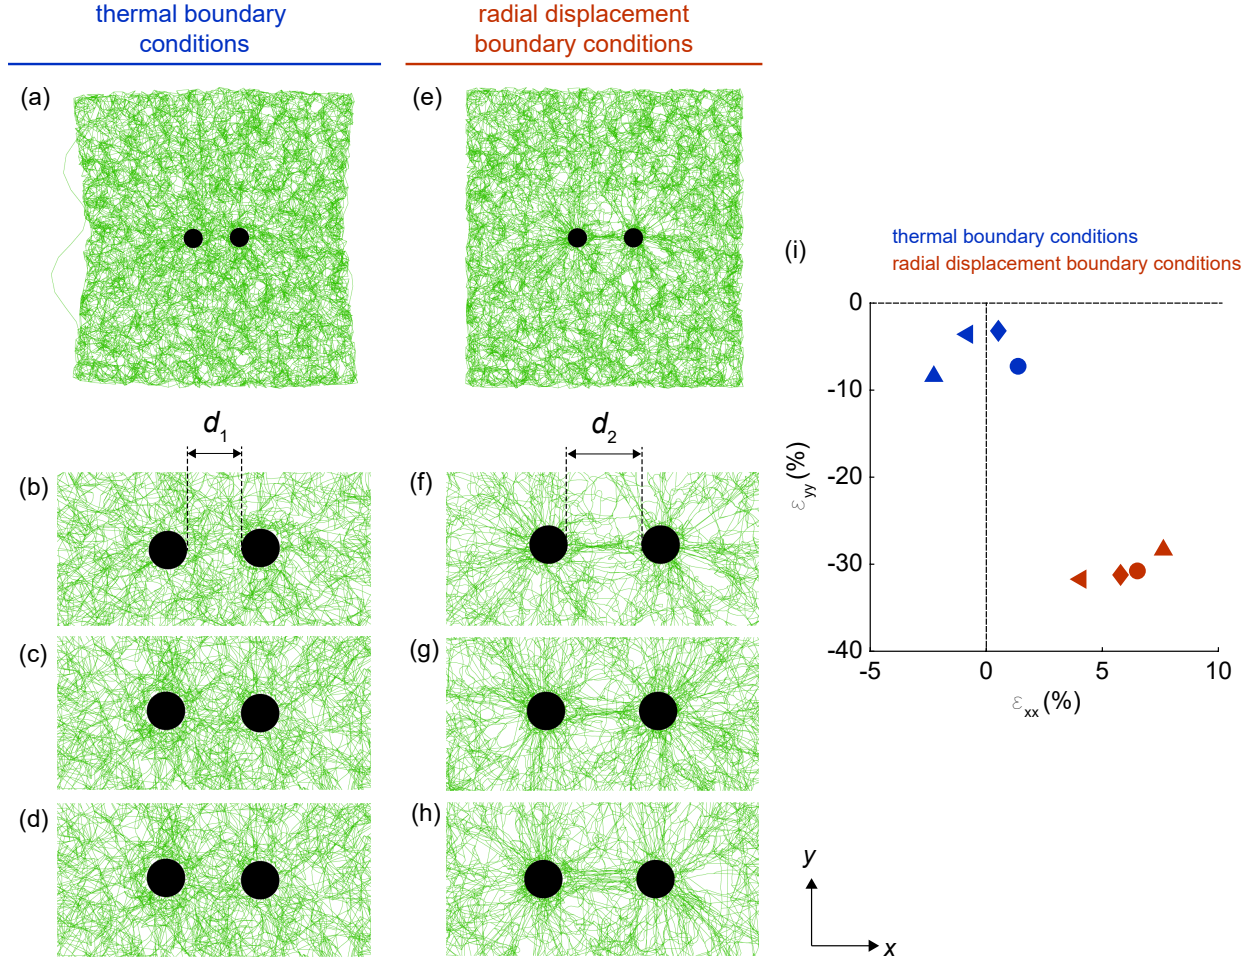 thermal boundary
conditions
radial displacement
boundary conditions
(a)
(e)
d1
d2
(b)
(f)
(c)
(g)
(d)
(h)
(i)
thermal boundary conditions
radial displacement boundary conditions
0
-10
-20
-30
-40
εyy (%)
-5
0
5
10
εxx (%)
y
x